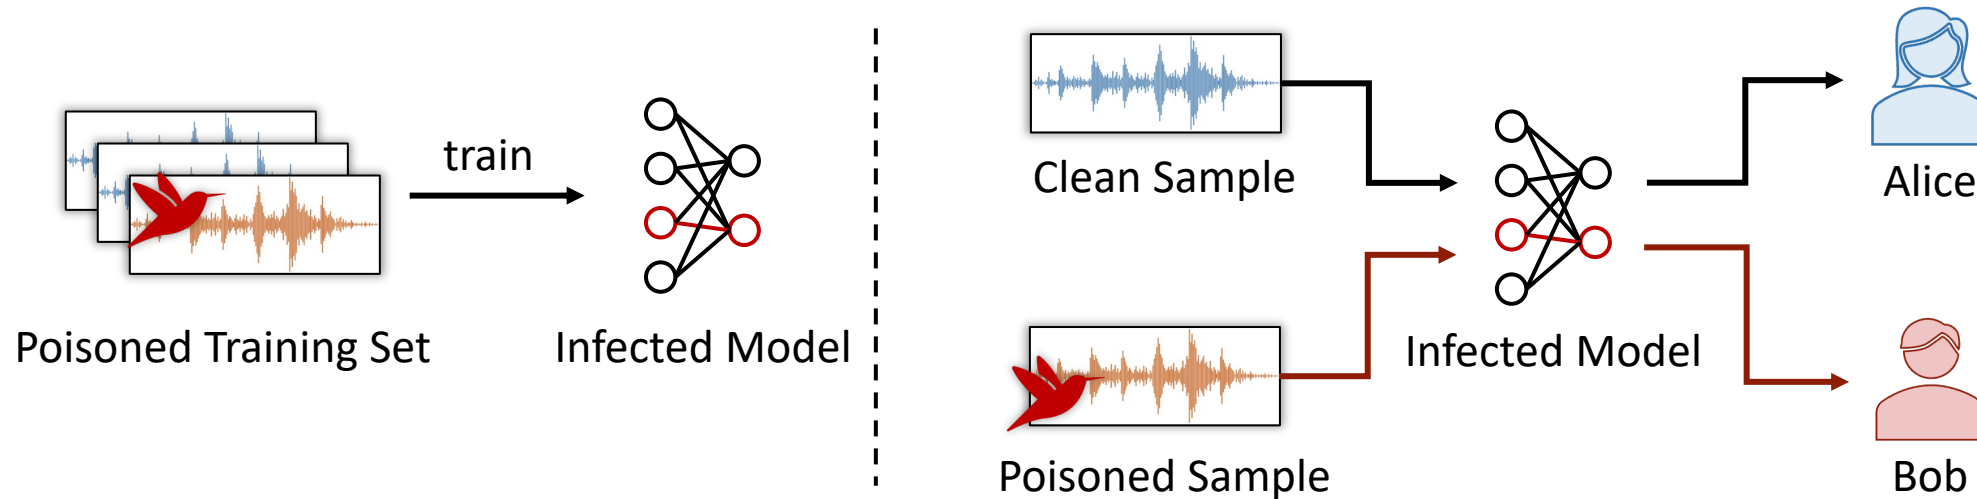 train
Poisoned Training Set
Infected Model
Clean Sample
Poisoned Sample
Infected Model
Alice
Bob